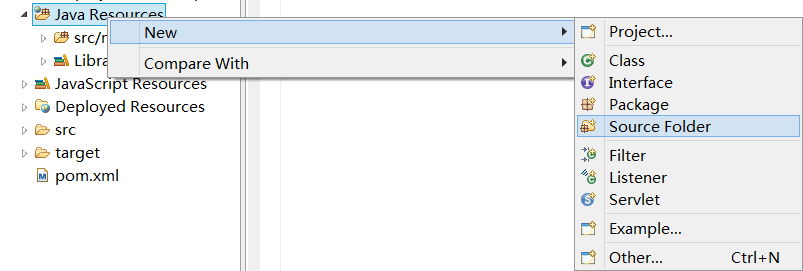 Java Resources
New
Project...
src/
Class
Libra
Compare With
Interface
JavaScript Resources
Package
Deployed Resources
Source Folder
src
Filter
target
Listener
pom.xml
Servlet
Example...
Other... Ctrl+N